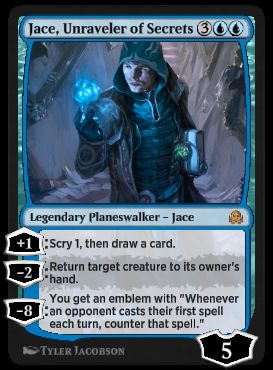 Jace, Unraveler of Secrets 3
Legendary Planeswalker – Jace
+1 : Scry 1, then draw a card.
-2 : Return target creature to its owner's
hand.
-8 : You get an emblem with "Whenever
an opponent casts their first spell
each turn, counter that spell."
Tyler Jacobson
5